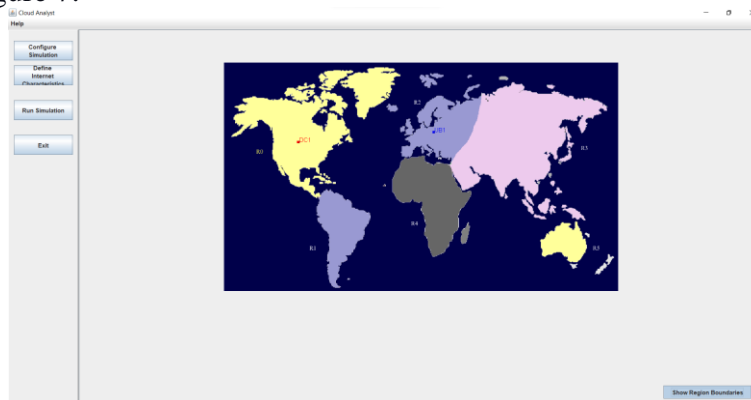 Cloud Analyst
Help
Configure
Simulation
Define
Internet
Characteristics
Run Simulation
Exit
R0
DC1
R2
UB1
R3
R4
R1
R5
Show Region Boundaries